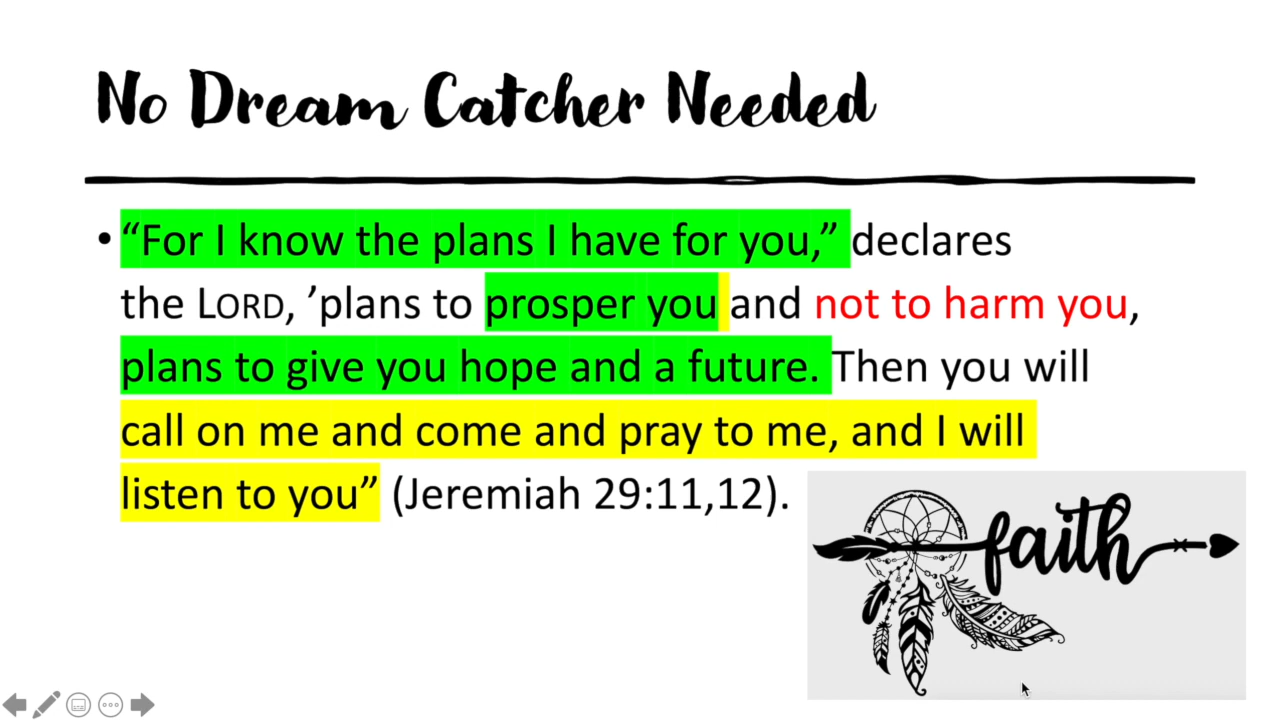 No Dream Catcher Needed
• “For I know the plans I have for you,” declares
the LORD, ’plans to prosper you and not to harm you,
plans to give you hope and a future. Then you will
call on me and come and pray to me, and I will
listen to you” (Jeremiah 29:11,12).
faith